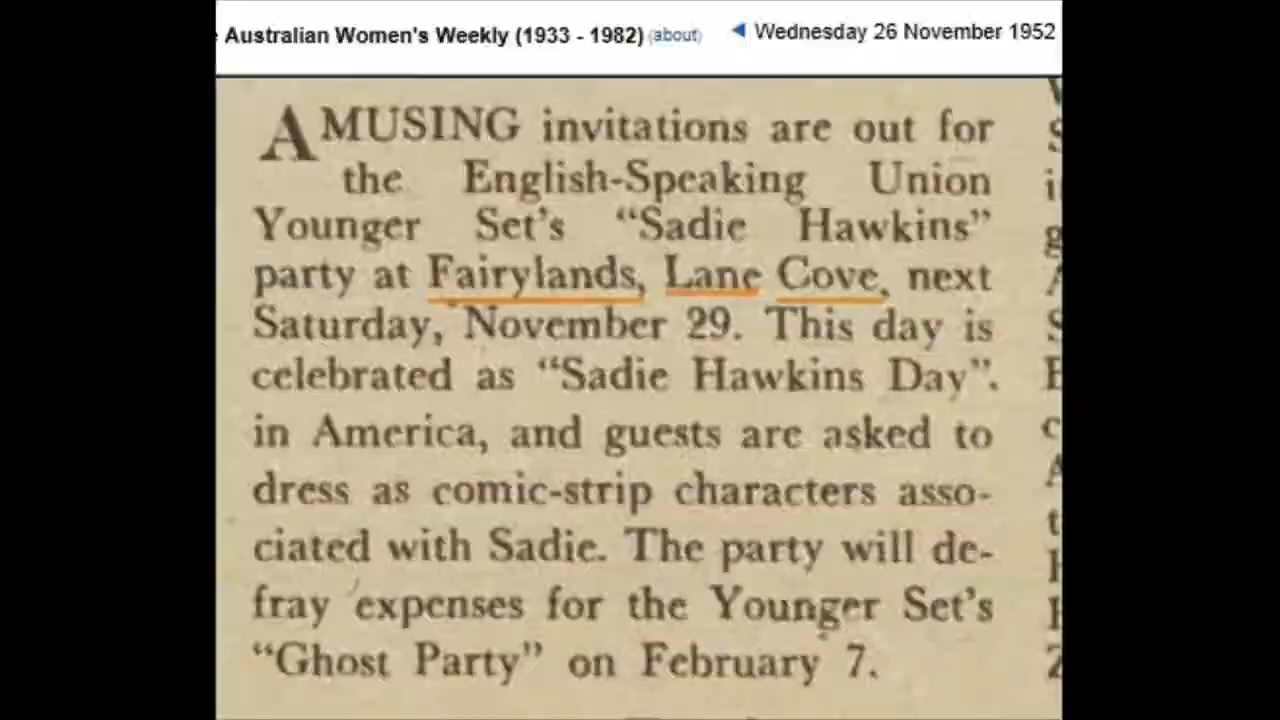 Australian Women's Weekly (1933 - 1982) (about) Wednesday 26 November 1952
AMUSING invitations are out for
the English-Speaking Union
Younger Set's “Sadie Hawkins”
party at Fairylands, Lane Cove, next
Saturday, November 29. This day is
celebrated as “Sadie Hawkins Day”.
in America, and guests are asked to
dress as comic-strip characters asso-
ciated with Sadie. The party will de-
fray expenses for the Younger Set's
“Ghost Party” on February 7.